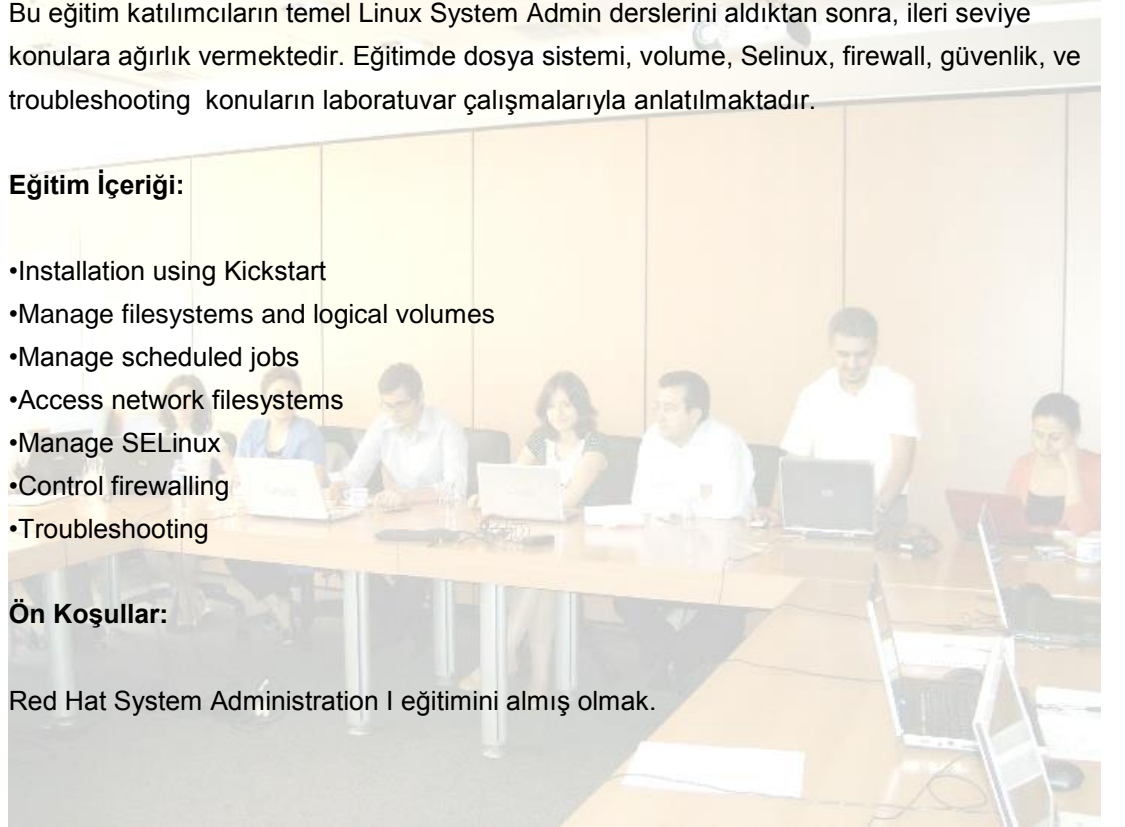 Bu eğitim katılımcıların temel Linux System Admin derslerini aldıktan sonra, ileri seviye
konulara ağırlık vermektedir. Eğitimde dosya sistemi, volume, Selinux, firewall, güvenlik, ve
troubleshooting  konuların laboratuvar çalışmalarıyla anlatılmaktadır.
Eğitim İçeriği:
•Installation using Kickstart
•Manage filesystems and logical volumes
•Manage scheduled jobs
•Access network filesystems
•Manage SELinux
•Control firewalling
•Troubleshooting
Ön Koşullar:
Red Hat System Administration I eğitimini almış olmak.